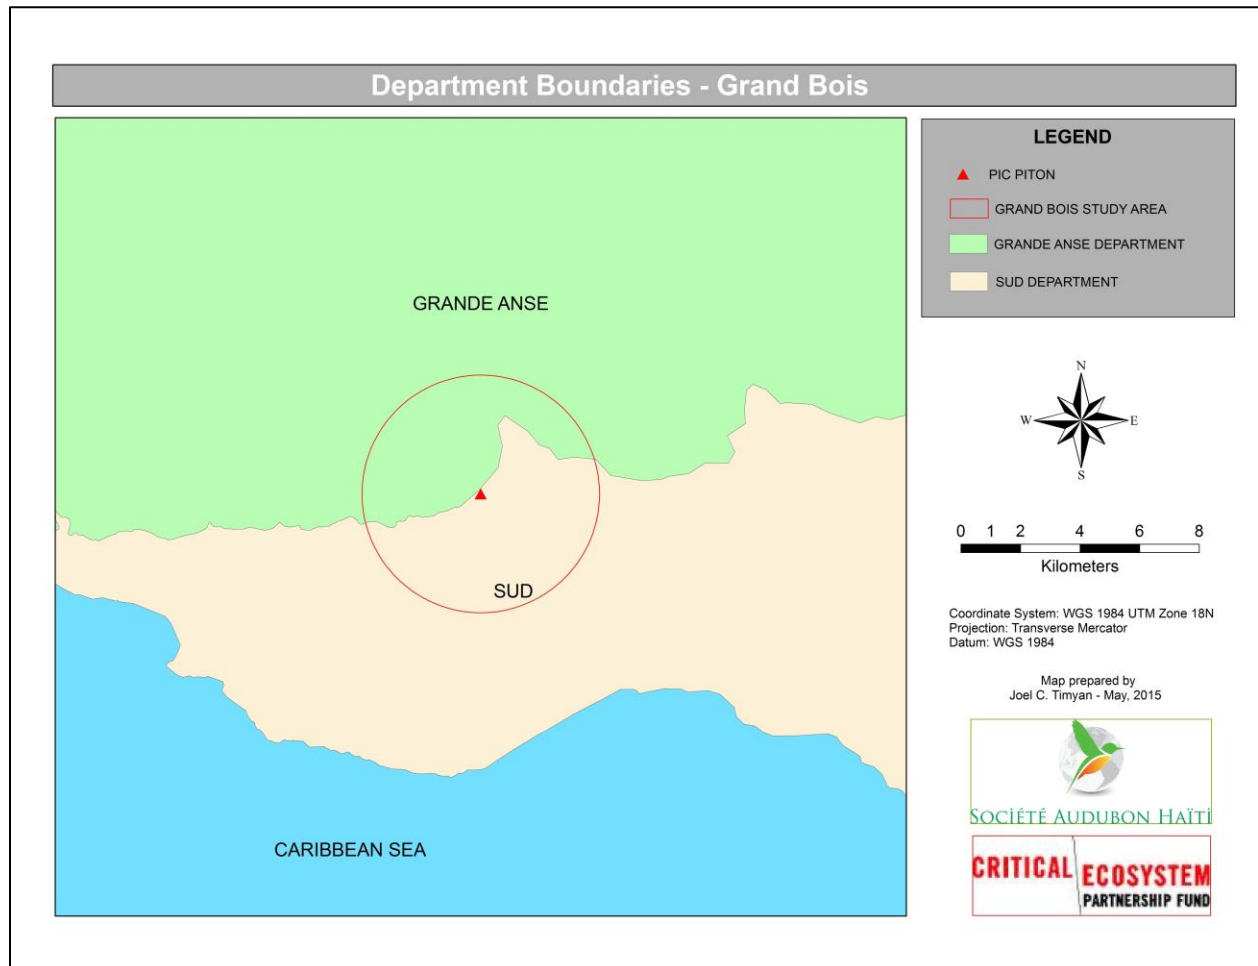 Department Boundaries - Grand Bois
GRANDE ANSE
SUD
CARIBBEAN SEA
LEGEND
PIC PITON
GRAND BOIS STUDY AREA
GRANDE ANSE DEPARTMENT
SUD DEPARTMENT
N
W
E
S
0 1 2 4 6 8
Kilometers
Coordinate System: WGS 1984 UTM Zone 18N
Projection: Transverse Mercator
Datum: WGS 1984
Map prepared by
Joel C. Timyan - May, 2015
SOCIÉTÉ AUDUBON HAÏTI
CRITICAL ECOSYSTEM
PARTNERSHIP FUND